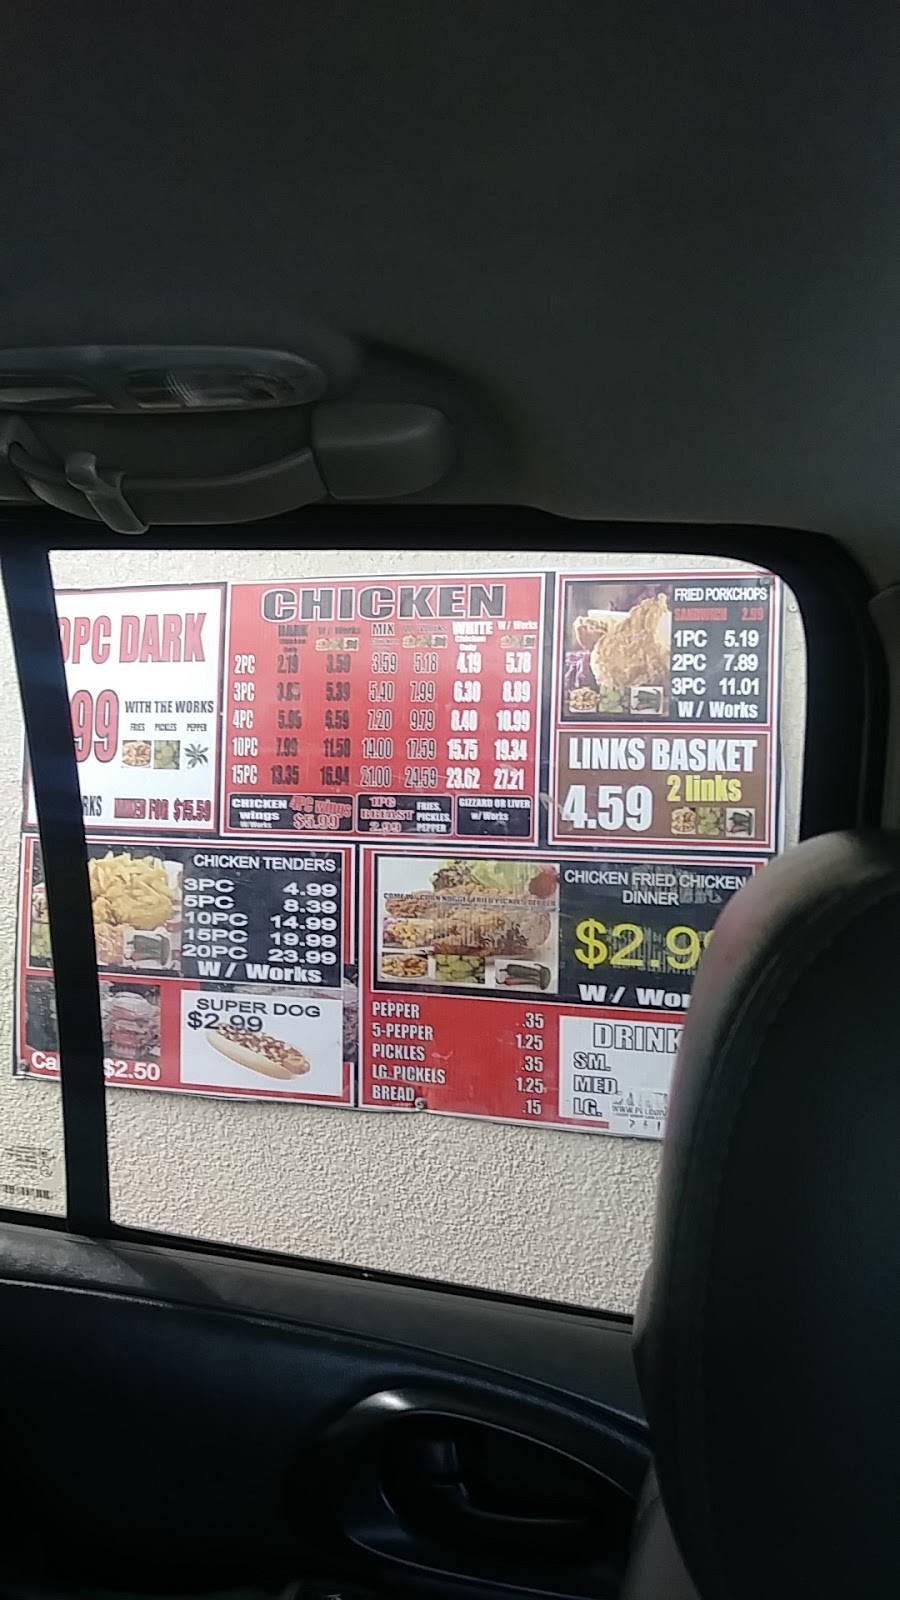 PC DARK
99 WITH THE WORKS
FRIES PICKLES PEPPER
RKS MIXED FOR $15.59
CHICKEN
DARK W/ Works MIX WHITE W/ Works
Chicken Only
2PC 2.19 3.59 5.18 4.19 5.78
3PC 5.39 5.40 7.99 6.30 8.89
4PC 6.59 7.20 9.79 8.40 10.99
10PC 7.99 11.58 14.00 17.59 15.75 19.34
15PC 13.35 16.94 21.00 24.59 23.62 27.21
CHICKEN wings W/Works
4PC Wings $5.99
1PC BREAST 2.99
FRIES, PICKLES, PEPPER
GIZZARD OR LIVER w/ Works
FRIED PORKCHOPS
SANDWICH 2.99
1PC 5.19
2PC 7.89
3PC 11.01
W / Works
LINKS BASKET
4.59 2 links
CHICKEN TENDERS
3PC 4.99
5PC 8.39
10PC 14.99
15PC 19.99
20PC 23.99
W / Works
CHICKEN FRIED CHICKEN
DINNER
$2.9
W / Wor
Ca $2.50
SUPER DOG
$2.99
PEPPER .35
5-PEPPER 1.25
PICKLES .35
LG. PICKELS 1.25
BREAD .15
DRINK
SM.
MED.
LG.